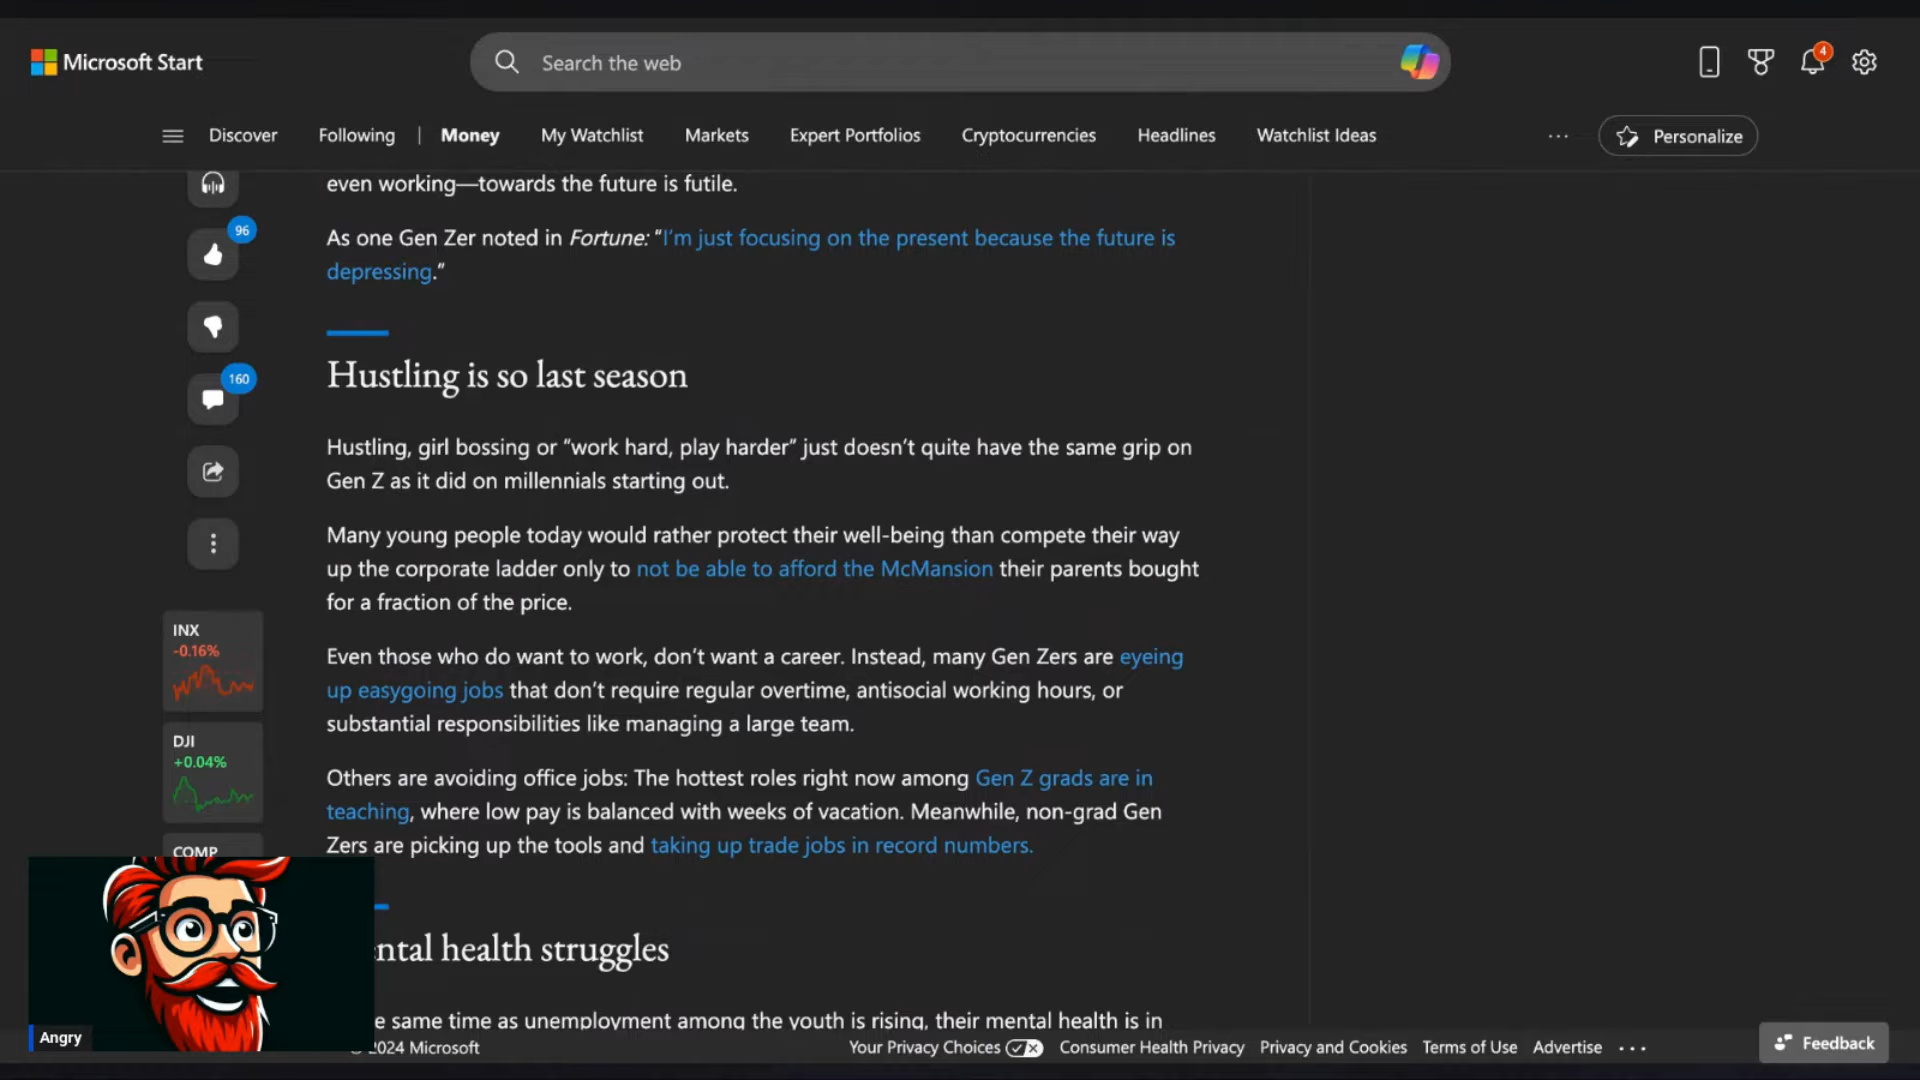 Microsoft Start
Search the web
4
Discover
Following
Money
My Watchlist
Markets
Expert Portfolios
Cryptocurrencies
Headlines
Watchlist Ideas
...
Personalize
even working—towards the future is futile.
96
As one Gen Zer noted in Fortune: “I’m just focusing on the present because the future is
depressing.”
160
Hustling is so last season
Hustling, girl bossing or “work hard, play harder” just doesn’t quite have the same grip on
Gen Z as it did on millennials starting out.
Many young people today would rather protect their well-being than compete their way
up the corporate ladder only to not be able to afford the McMansion their parents bought
for a fraction of the price.
INX
-0.16%
Even those who do want to work, don’t want a career. Instead, many Gen Zers are eyeing
up easygoing jobs that don’t require regular overtime, antisocial working hours, or
substantial responsibilities like managing a large team.
DJI
+0.04%
Others are avoiding office jobs: The hottest roles right now among Gen Z grads are in
teaching, where low pay is balanced with weeks of vacation. Meanwhile, non-grad Gen
Zers are picking up the tools and taking up trade jobs in record numbers.
COMP
ental health struggles
e same time as unemployment among the youth is rising, their mental health is in
Angry
© 2024 Microsoft
Your Privacy Choices
Consumer Health Privacy
Privacy and Cookies
Terms of Use
Advertise
...
Feedback